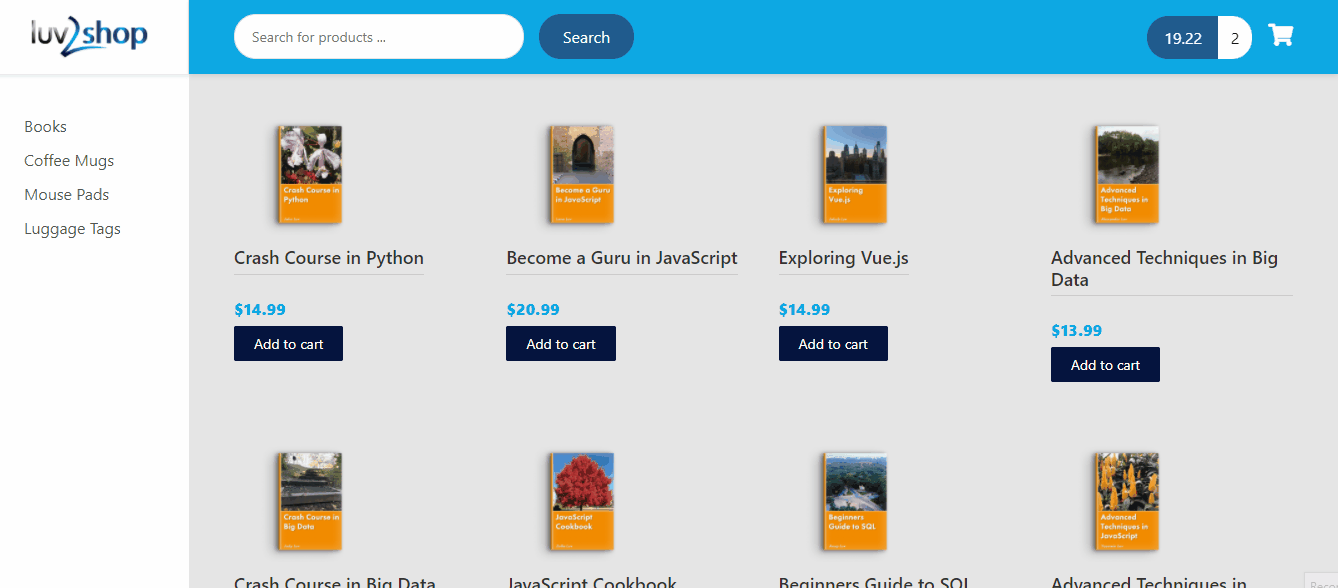 luv2shop
Search for products ...
Search
19.22
2
Books
Coffee Mugs
Mouse Pads
Luggage Tags
Crash Course in
Python
Become a Guru
in JavaScript
Exploring
Vue.js
Advanced
Techniques in
Big Data
Crash Course in Python
Become a Guru in JavaScript
Exploring Vue.js
Advanced Techniques in Big
Data
$14.99
$20.99
$14.99
$13.99
Add to cart
Add to cart
Add to cart
Add to cart
Crash Course in
Big Data
JavaScript
Cookbook
Beginners
Guide to SQL
Advanced
Techniques in
JavaScript
Crash Course in Big Data
JavaScript Cookbook
Beginners Guide to SQL
Advanced Techniques in